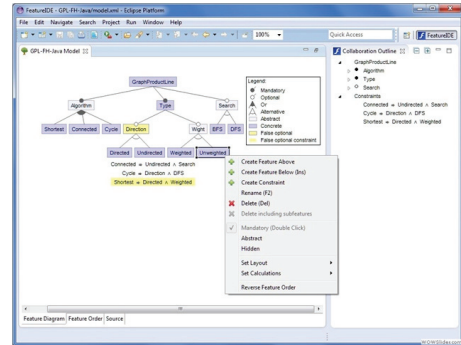 FeatureIDE - GPL-FH-Java/model.xml - Eclipse Platform
File Edit Navigate Search Project Run Window Help
100%
Quick Access
FeatureIDE
GPL-FH-Java Model
GraphProductLine
Algorithm
Type
Search
Shortest
Connected
Cycle
Direction
Wight
BFS
DFS
Directed
Undirected
Weighted
Unweighted
Connected ⇒ Undirected ∧ Search
Cycle ⇒ Direction ∧ DFS
Shortest ⇒ Directed ∧ Weighted
Legend:
Mandatory
Optional
Or
Alternative
Abstract
Concrete
False optional
False optional constraint
Create Feature Above
Create Feature Below (Ins)
Create Constraint
Rename (F2)
Delete (Del)
Delete including subfeatures
Mandatory (Double Click)
Abstract
Hidden
Set Layout
Set Calculations
Reverse Feature Order
Feature Diagram
Feature Order
Source
Collaboration Outline
GraphProductLine
Algorithm
Type
Search
Constraints
Connected ⇒ Undirected ∧ Search
Cycle ⇒ Direction ∧ DFS
Shortest ⇒ Directed ∧ Weighted
WOWSlider.com